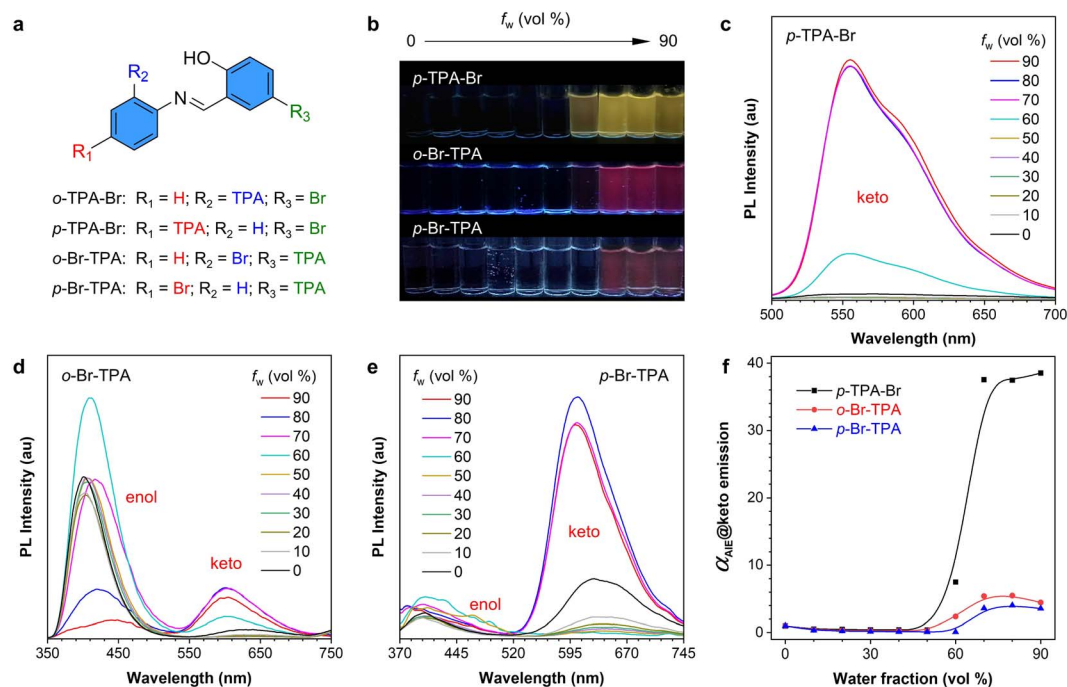 a
HO
R₂
N
R₁
R₃
o-TPA-Br: R₁ = H; R₂ = TPA; R₃ = Br
p-TPA-Br: R₁ = TPA; R₂ = H; R₃ = Br
o-Br-TPA: R₁ = H; R₂ = Br; R₃ = TPA
p-Br-TPA: R₁ = Br; R₂ = H; R₃ = TPA
b
fw (vol %)
0 90
p-TPA-Br
o-Br-TPA
p-Br-TPA
c
p-TPA-Br
fw (vol %)
90
80
70
60
50
40
30
20
10
0
keto
PL Intensity (au)
500 550 600 650 700
Wavelength (nm)
d
o-Br-TPA
fw (vol %)
90
80
70
60
50
40
30
20
10
0
enol
keto
PL Intensity (au)
350 450 550 650 750
Wavelength (nm)
e
fw (vol %)
p-Br-TPA
90
80
70
60
50
40
30
20
10
0
keto
enol
PL Intensity (au)
370 445 520 595 670 745
Wavelength (nm)
f
p-TPA-Br
o-Br-TPA
p-Br-TPA
αAIE@keto emission
40
30
20
10
0
0 10 30 50 70 90
Water fraction (vol %)